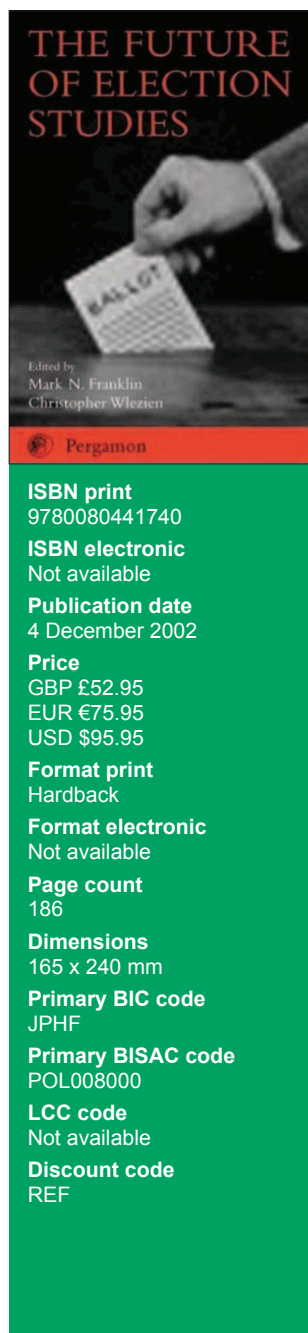 THE FUTURE
OF ELECTION
STUDIES
BALLOT
Edited by
Mark N. Franklin
Christopher Wlezien
Pergamon
ISBN print
9780080441740
ISBN electronic
Not available
Publication date
4 December 2002
Price
GBP £52.95
EUR €75.95
USD $95.95
Format print
Hardback
Format electronic
Not available
Page count
186
Dimensions
165 x 240 mm
Primary BIC code
JPHF
Primary BISAC code
POL008000
LCC code
Not available
Discount code
REF